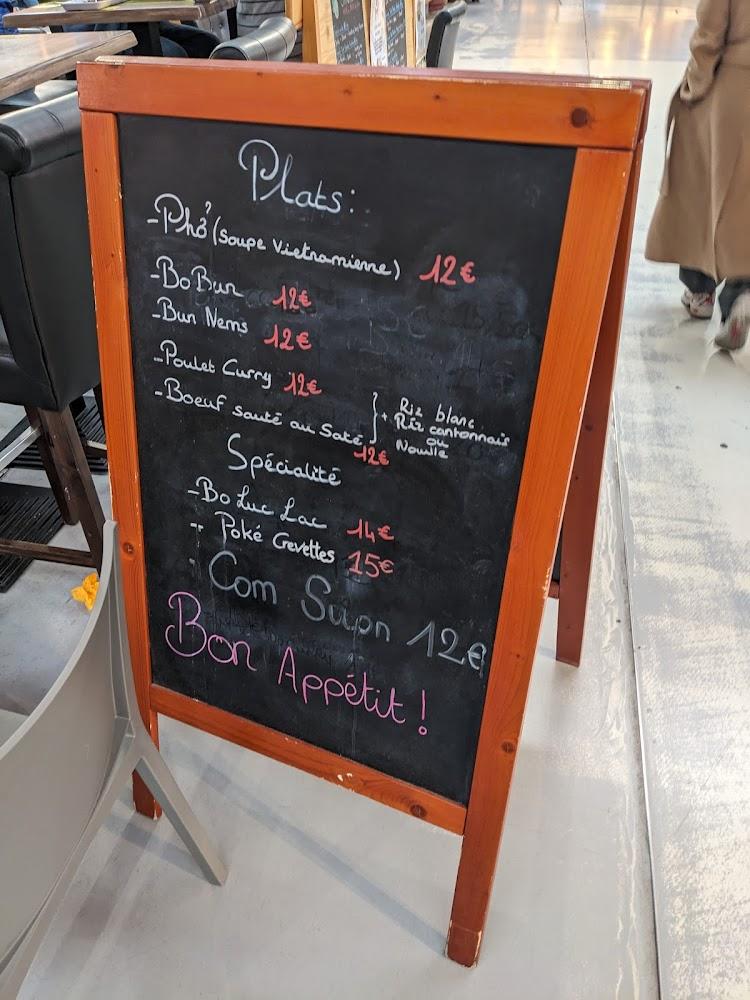 Plats:
- Phở (Soupe Vietnamienne) 12€
- Bo Bun 12€
- Bun Nems 12€
- Poulet Curry 12€
- Boeuf sauté au Saté 12€
} + Riz blanc
Riz cantonnais
ou
Nouille
Spécialité
- Bo Luc Lac 14€
- Poké Crevettes 15€
Com 12€
Bon Appétit !